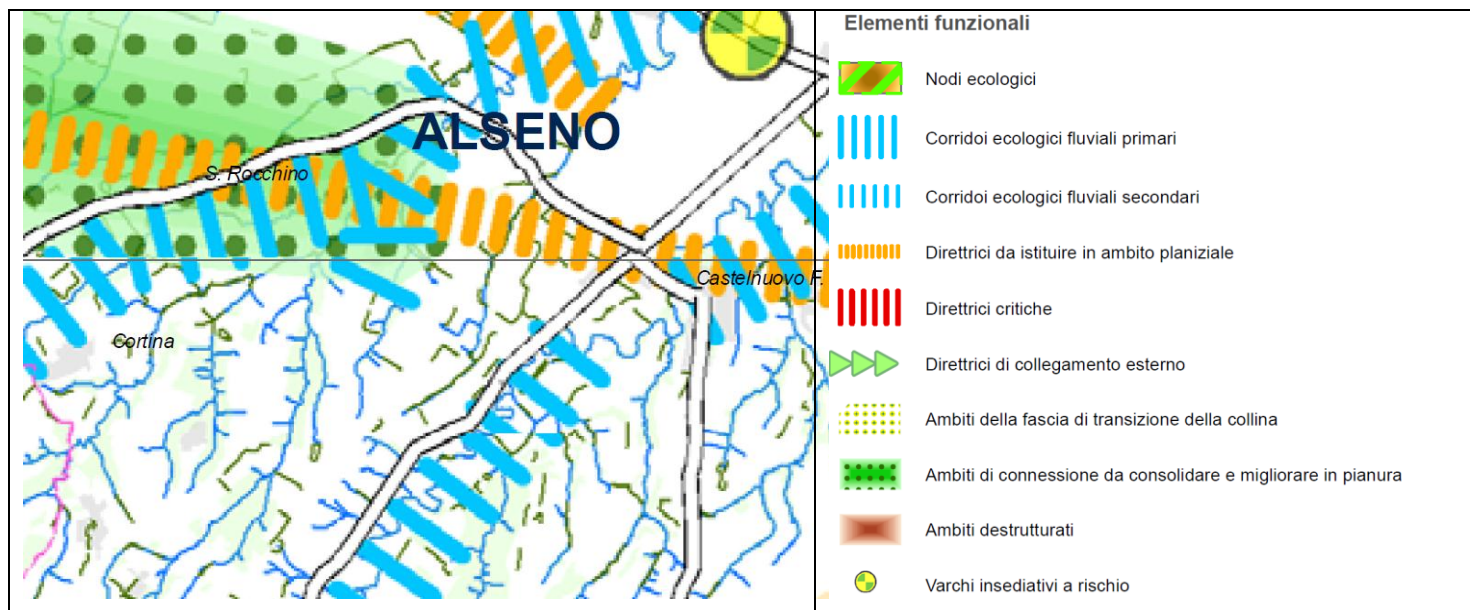 ALSENO
S. Rocchino
Castelnuovo F.
Cortina
Elementi funzionali
Nodi ecologici
Corridoi ecologici fluviali primari
Corridoi ecologici fluviali secondari
Direttrici da istituire in ambito planiziale
Direttrici critiche
Direttrici di collegamento esterno
Ambiti della fascia di transizione della collina
Ambiti di connessione da consolidare e migliorare in pianura
Ambiti destrutturati
Varchi insediativi a rischio